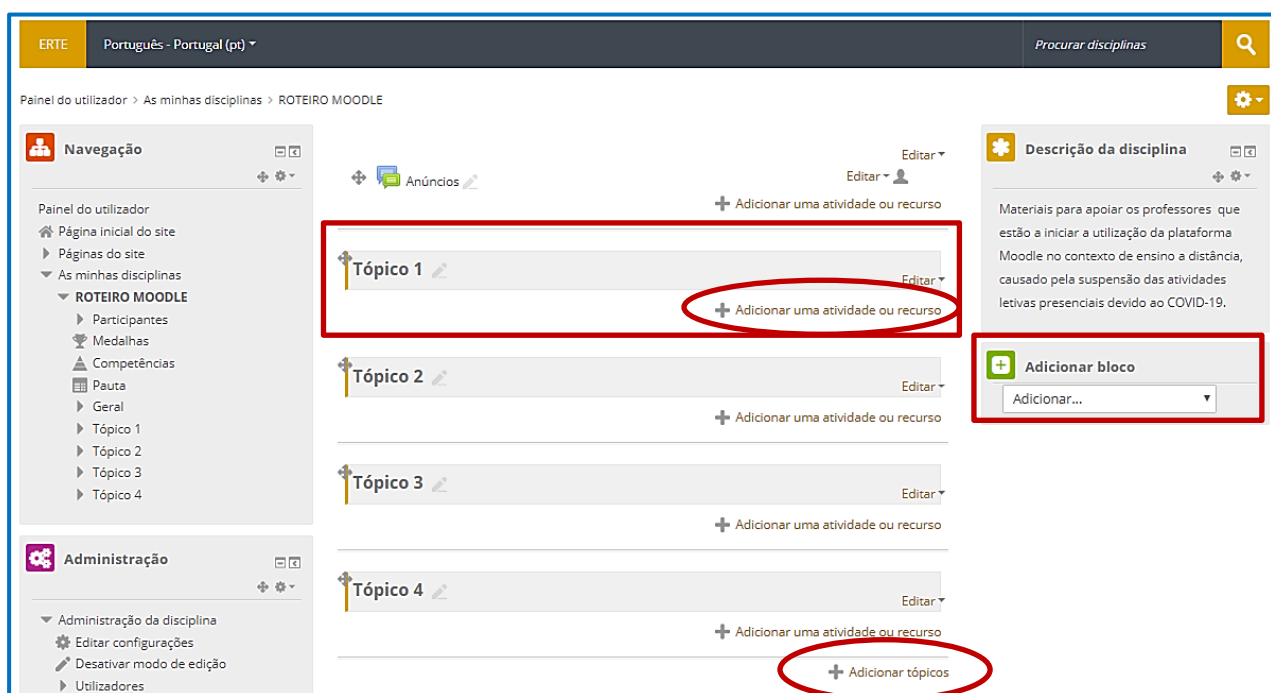 ERTE
Português - Portugal (pt)
Procurar disciplinas
Painel do utilizador > As minhas disciplinas > ROTEIRO MOODLE
Navegação
Painel do utilizador
Página inicial do site
Páginas do site
As minhas disciplinas
ROTEIRO MOODLE
Participantes
Medalhas
Competências
Pauta
Geral
Tópico 1
Tópico 2
Tópico 3
Tópico 4
Administração
Administração da disciplina
Editar configurações
Desativar modo de edição
Utilizadores
Editar
Anúncios
Editar
Adicionar uma atividade ou recurso
Tópico 1
Editar
Adicionar uma atividade ou recurso
Tópico 2
Editar
Adicionar uma atividade ou recurso
Tópico 3
Editar
Adicionar uma atividade ou recurso
Tópico 4
Editar
Adicionar uma atividade ou recurso
Adicionar tópicos
Descrição da disciplina
Materiais para apoiar os professores que
estão a iniciar a utilização da plataforma
Moodle no contexto de ensino a distância,
causado pela suspensão das atividades
letivas presenciais devido ao COVID-19.
Adicionar bloco
Adicionar...